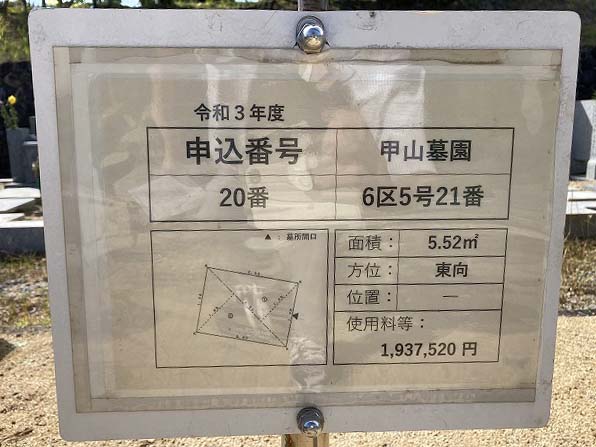 令和3年度
申込番号 甲山墓園
20番 6区5号21番
▲：墓所間口
面積： 5.52㎡
方位： 東向
位置： ―
使用料等：
1,937,520 円